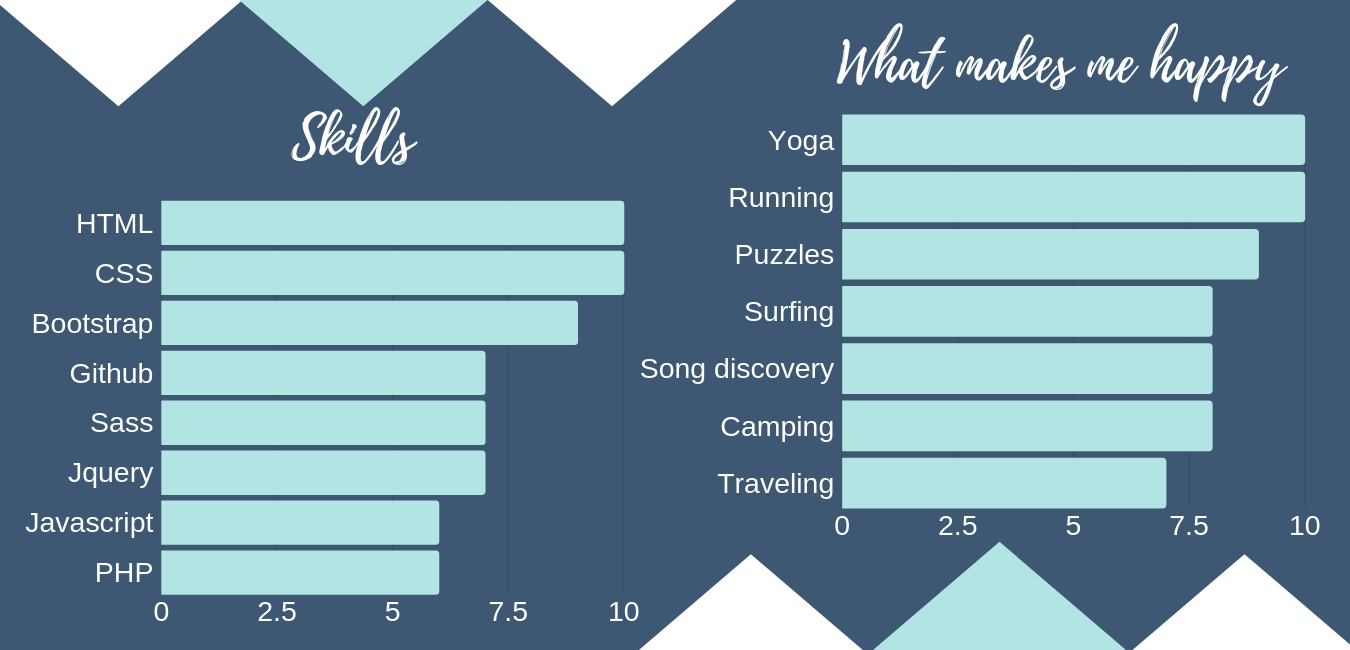 Skills
HTML
CSS
Bootstrap
Github
Sass
Jquery
Javascript
PHP
0 2.5 5 7.5 10
What makes me happy
Yoga
Running
Puzzles
Surfing
Song discovery
Camping
Traveling
0 2.5 5 7.5 10